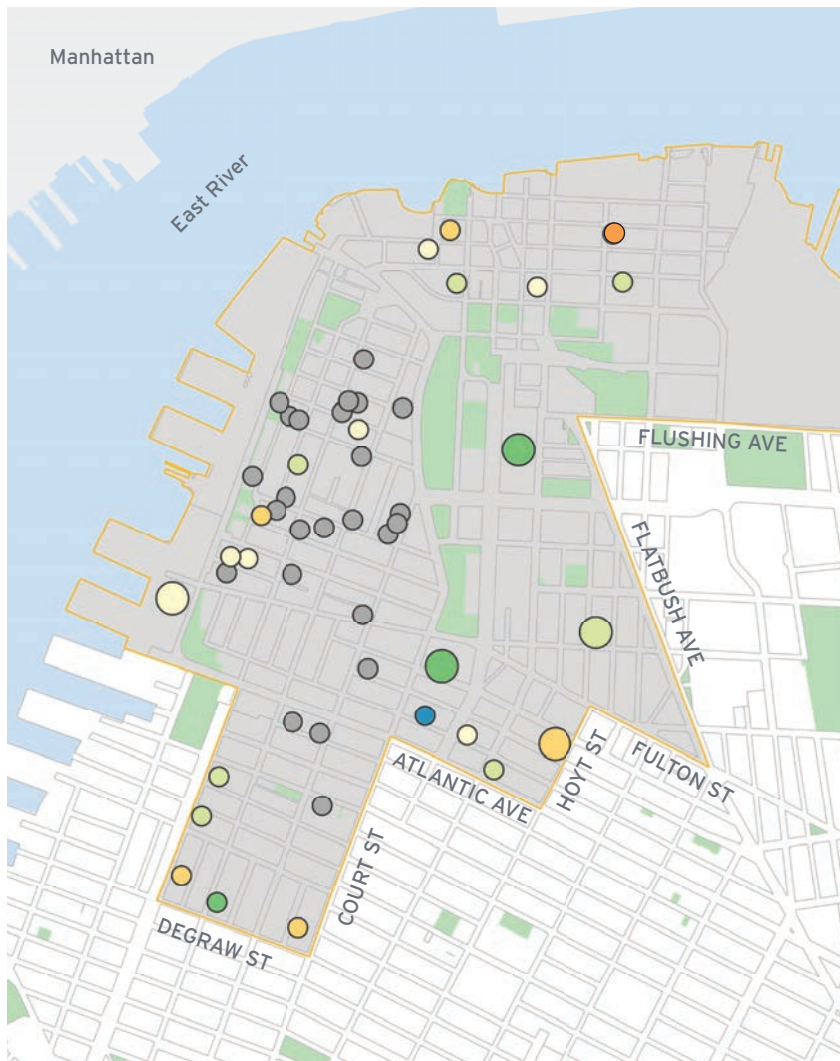 Manhattan
East River
FLUSHING AVE
FLATBUSH AVE
ATLANTIC AVE
HOYT ST
FULTON ST
COURT ST
DEGRAW ST